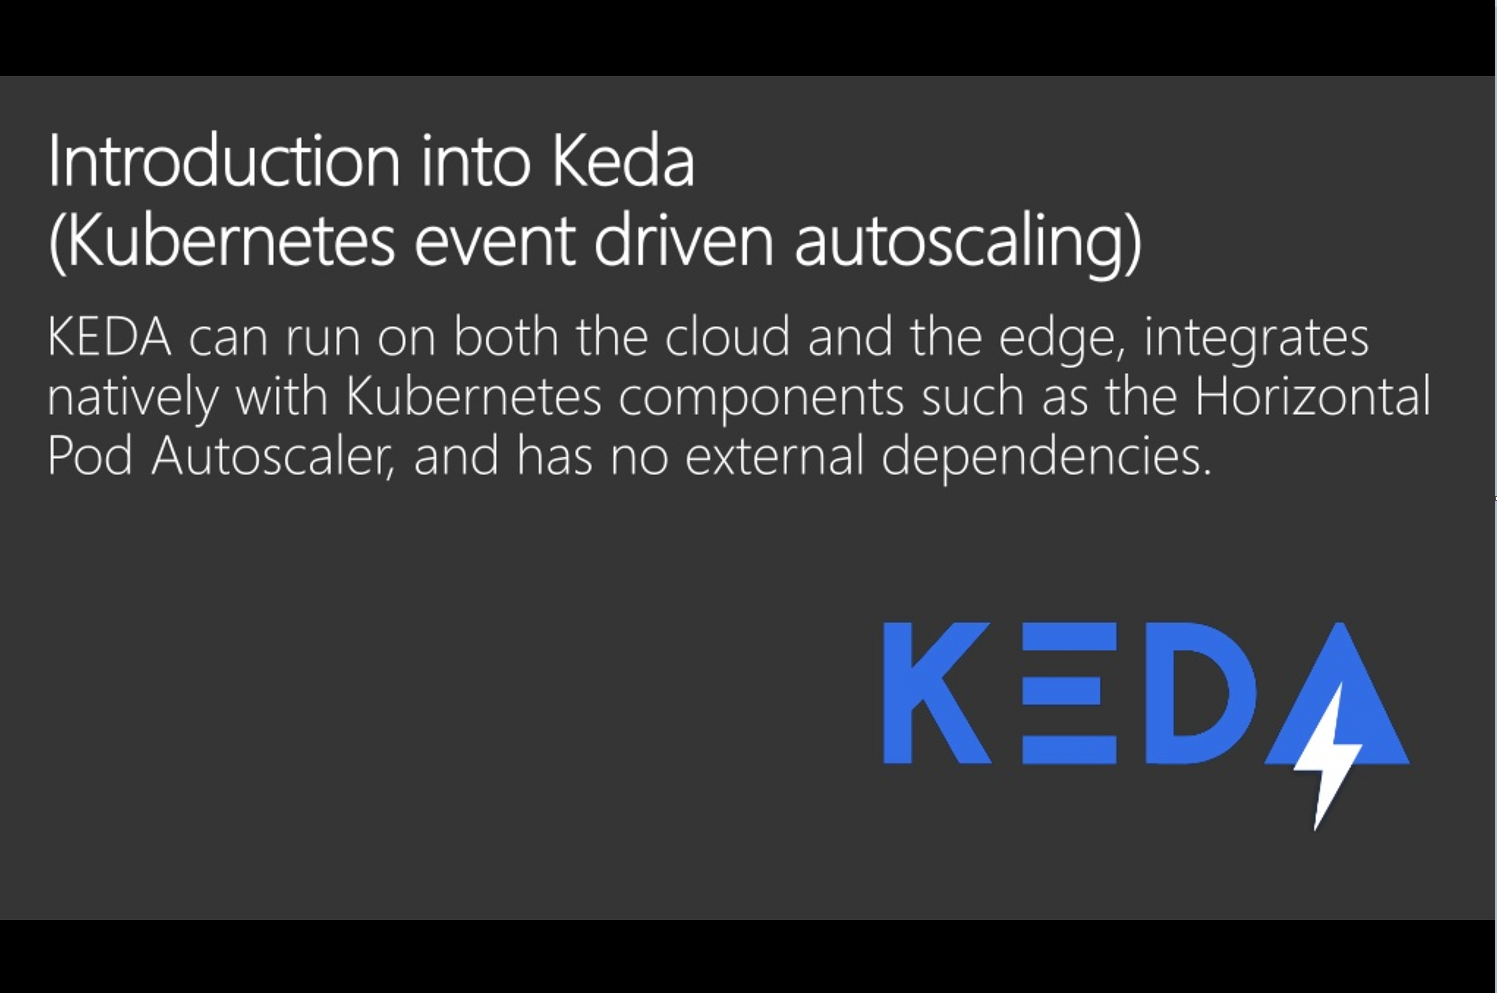 Introduction into Keda
(Kubernetes event driven autoscaling)
KEDA can run on both the cloud and the edge, integrates
natively with Kubernetes components such as the Horizontal
Pod Autoscaler, and has no external dependencies.
KEDA